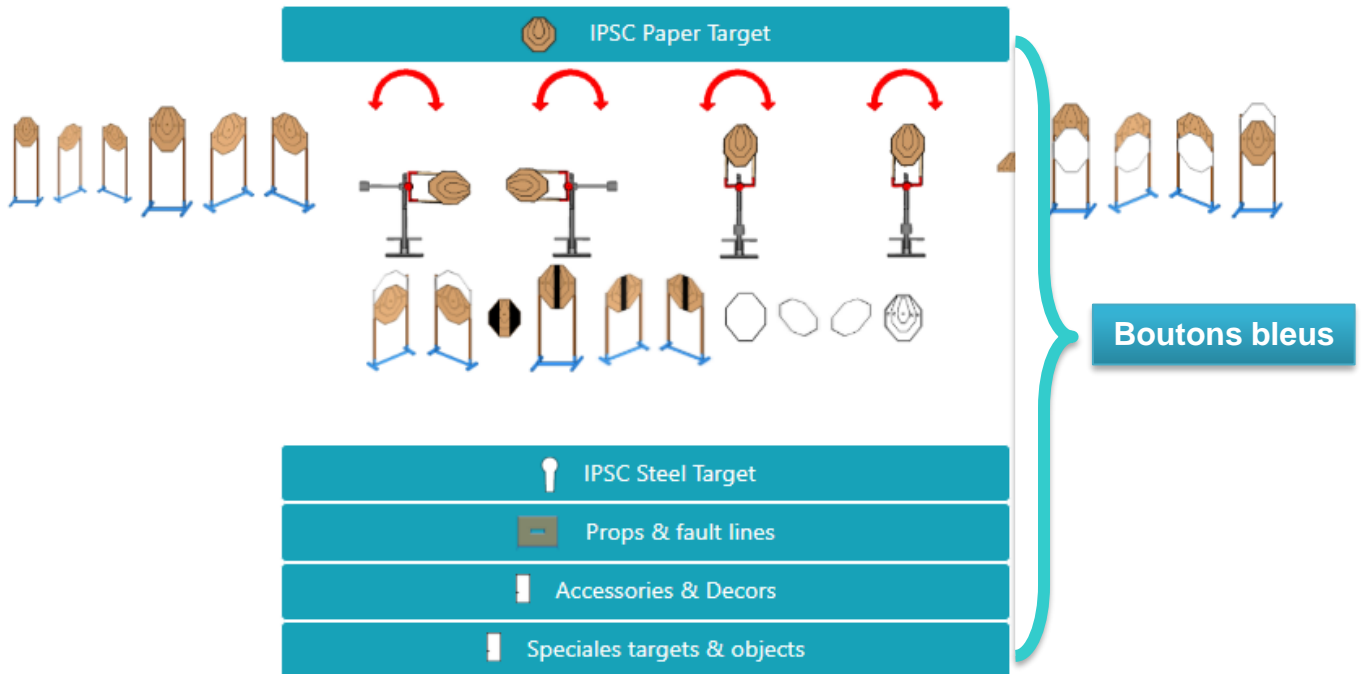 IPSC Paper Target
Boutons bleus
IPSC Steel Target
Props & fault lines
Accessories & Decors
Speciales targets & objects